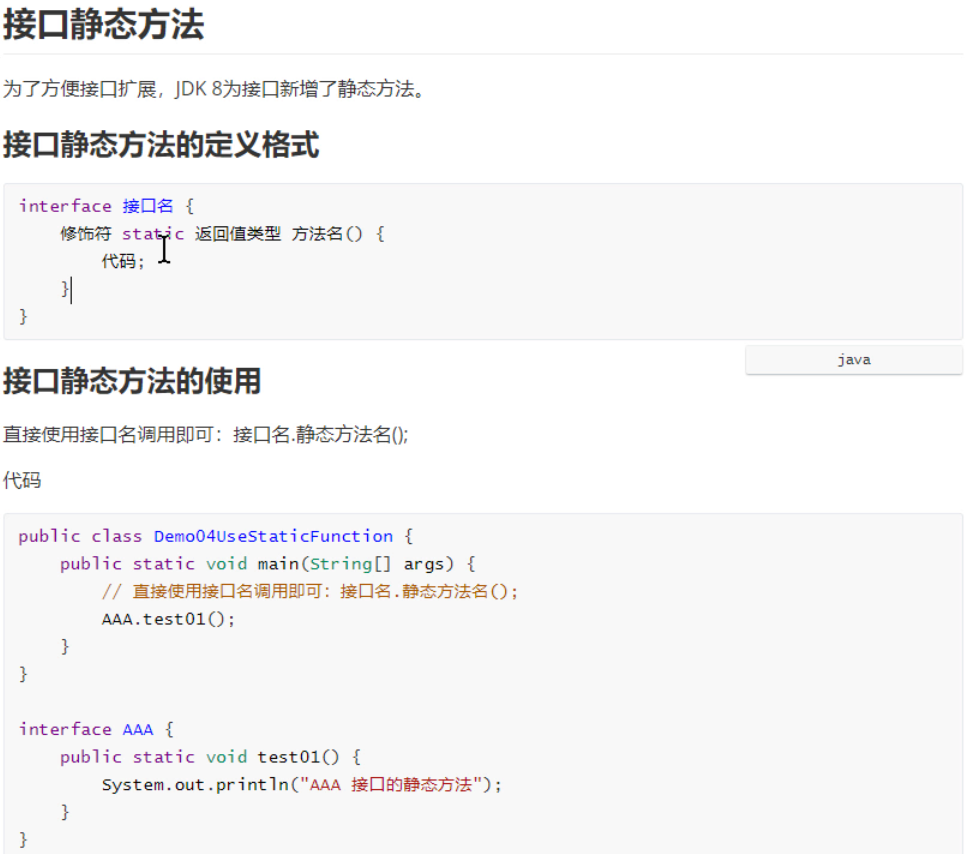 接口静态方法
为了方便接口扩展，JDK 8为接口新增了静态方法。
接口静态方法的定义格式
interface 接口名 {
    修饰符 static 返回值类型 方法名() {
        代码;
    }
}
java
接口静态方法的使用
直接使用接口名调用即可：接口名.静态方法名();
代码
public class Demo04UseStaticFunction {
    public static void main(String[] args) {
        // 直接使用接口名调用即可：接口名.静态方法名();
        AAA.test01();
    }
}
interface AAA {
    public static void test01() {
        System.out.println("AAA 接口的静态方法");
    }
}